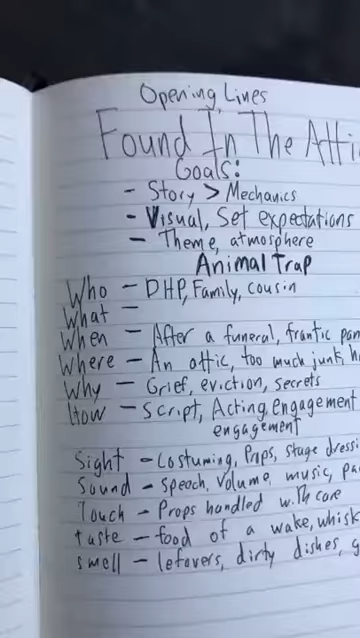 Opening Lines
Found In The Attic
Goals:
- Story > Mechanics
- Visual, Set expectations
- Theme, atmosphere
Animal Trap
Who - DHP, Family, cousin
What -
When - After a funeral, frantic
Where - An attic, too much junk,
Why - Grief, eviction, secrets
How - Script, Acting, Engagement
engagement
Sight - Costuming, Props, stage
Sound - Speech, volume, music,
Touch - Props handled with care
taste - food of a wake,
smell - leftovers, dirty dishes,